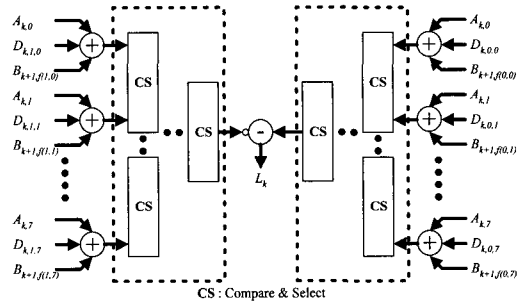 A_{k,0}
D_{k,1,0}
B_{k+1,f(1,0)}
A_{k,1}
D_{k,1,1}
B_{k+1,f(1,1)}
A_{k,7}
D_{k,1,7}
B_{k+1,f(1,7)}
+
+
+
CS
CS
CS
-
L_k
CS
CS
CS
+
+
+
A_{k,0}
D_{k,0,0}
B_{k+1,f(0,0)}
A_{k,1}
D_{k,0,1}
B_{k+1,f(0,1)}
A_{k,7}
D_{k,0,7}
B_{k+1,f(0,7)}
CS : Compare & Select